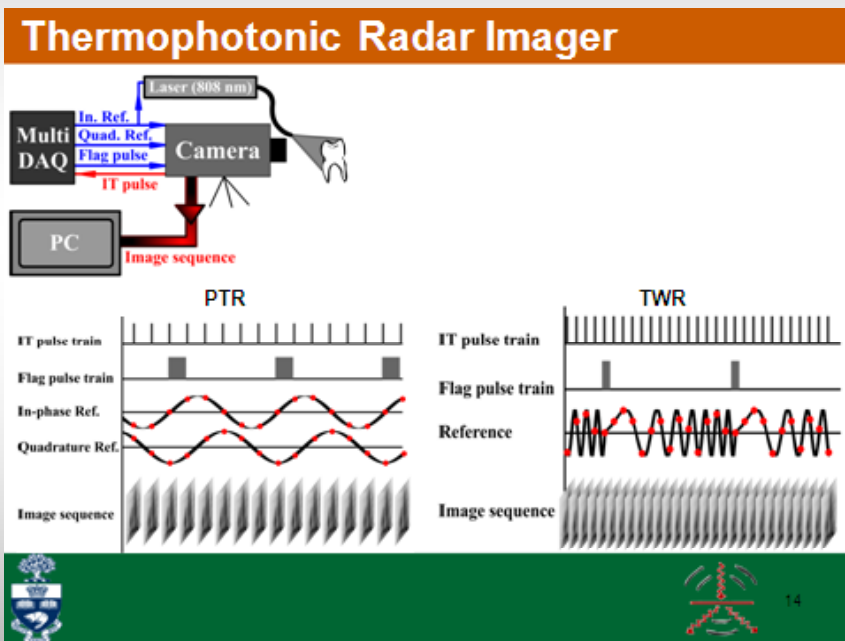 Thermophotonic Radar Imager
Laser (808 nm)
Multi
DAQ
In. Ref.
Quad. Ref.
Flag pulse
IT pulse
Camera
PC
Image sequence
PTR
IT pulse train
Flag pulse train
In-phase Ref.
Quadrature Ref.
Image sequence
TWR
IT pulse train
Flag pulse train
Reference
Image sequence
14